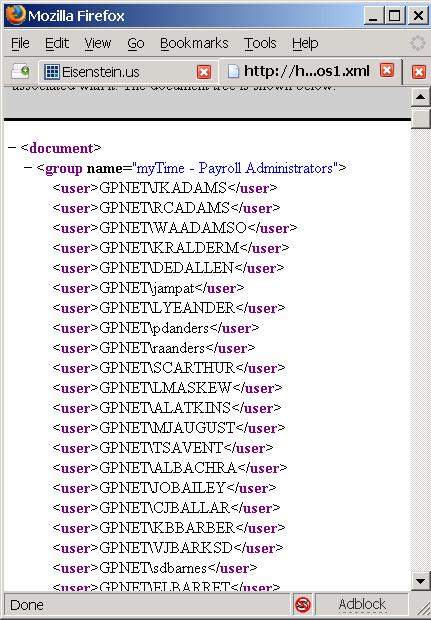 Mozilla Firefox
File Edit View Go Bookmarks Tools Help
Eisenstein.us http://h...os1.xml
associated with it. The document tree is shown below.
− <document>
− <group name="myTime - Payroll Administrators">
<user>GPNET\JKADAMS</user>
<user>GPNET\RCADAMS</user>
<user>GPNET\WAADAMSO</user>
<user>GPNET\KRALDERM</user>
<user>GPNET\DEDALLEN</user>
<user>GPNET\jampat</user>
<user>GPNET\LYEANDER</user>
<user>GPNET\pdanders</user>
<user>GPNET\raanders</user>
<user>GPNET\SCARTHUR</user>
<user>GPNET\LMASKEW</user>
<user>GPNET\ALATKINS</user>
<user>GPNET\MJAUGUST</user>
<user>GPNET\TSAVENT</user>
<user>GPNET\ALBACHRA</user>
<user>GPNET\JOBAILEY</user>
<user>GPNET\CJBALLAR</user>
<user>GPNET\KBBARBER</user>
<user>GPNET\VJBARKSD</user>
<user>GPNET\sdbarnes</user>
<user>GPNET\ELBARRET</user>
Done Adblock